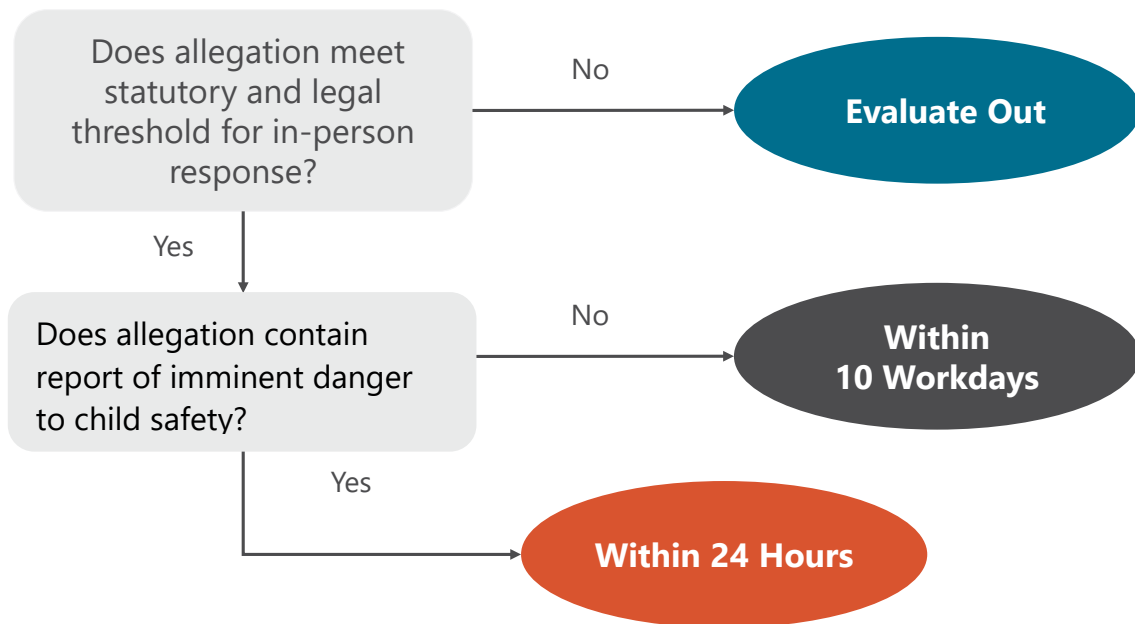 Does allegation meet
statutory and legal
threshold for in-person
response?
No
Evaluate Out
Yes
Does allegation contain
report of imminent danger
to child safety?
No
Within
10 Workdays
Yes
Within 24 Hours